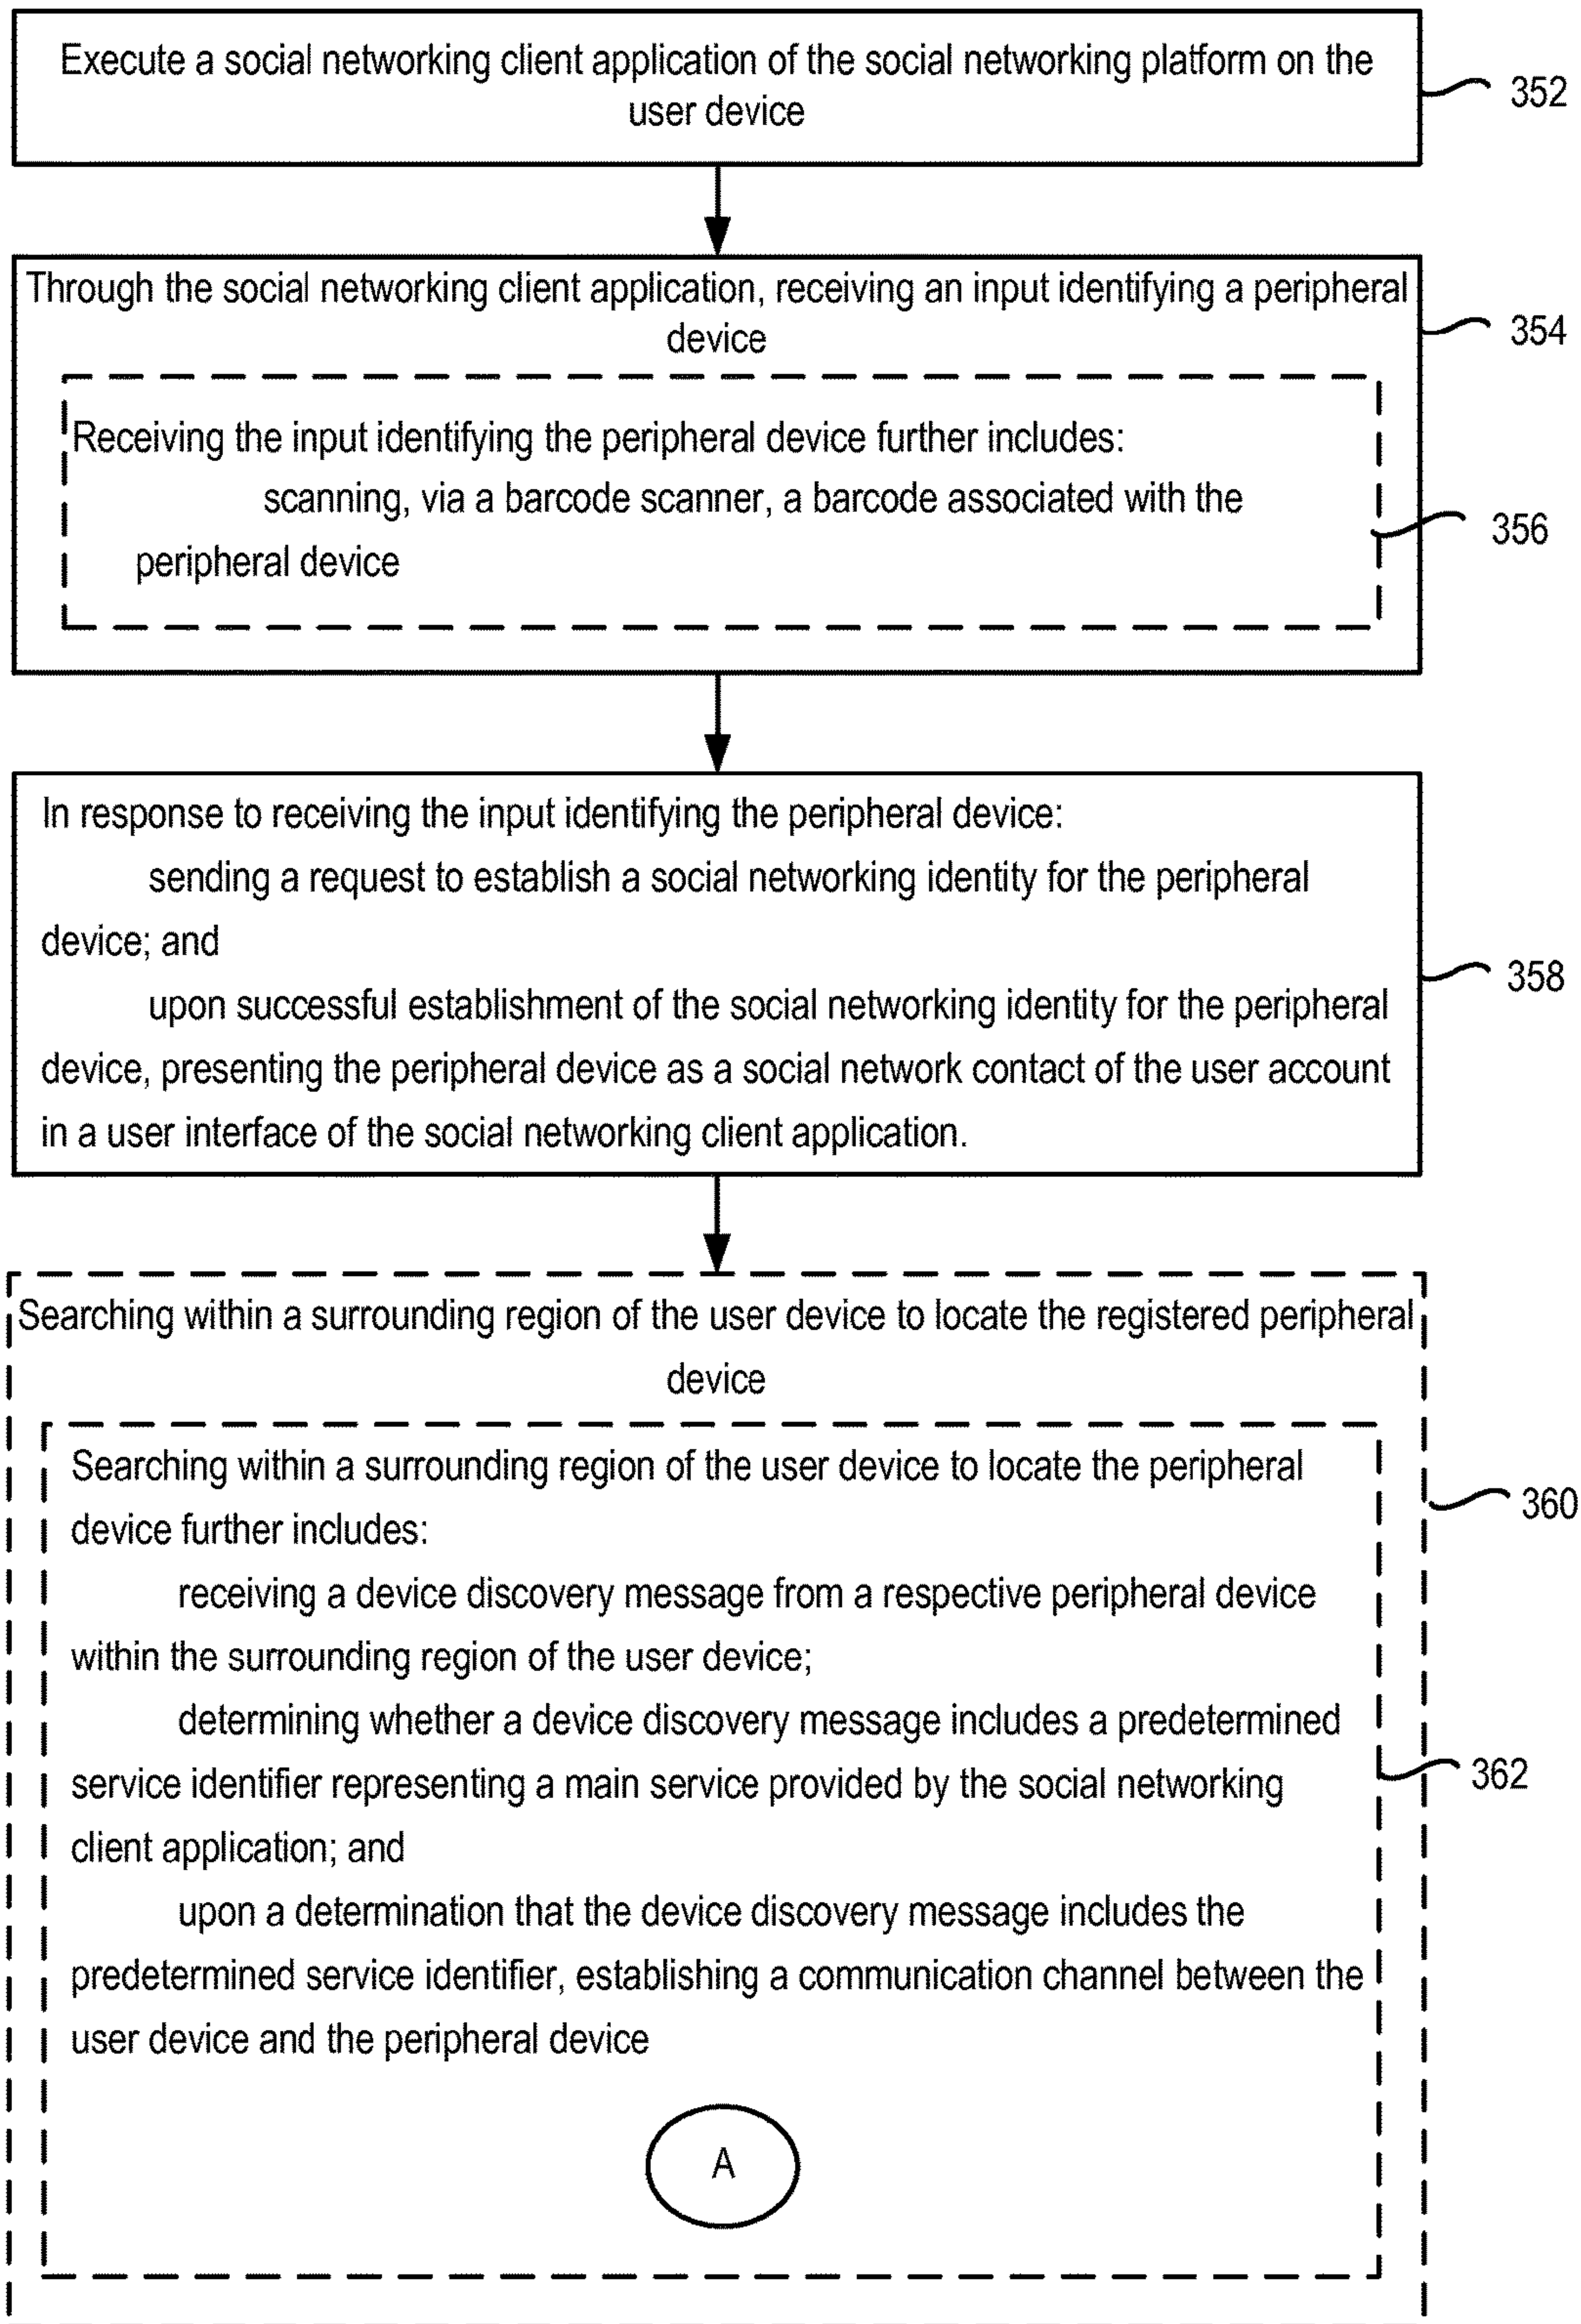 Execute a social networking client application of the social networking platform on the
user device
352
Through the social networking client application, receiving an input identifying a peripheral
device
354
Receiving the input identifying the peripheral device further includes:
scanning, via a barcode scanner, a barcode associated with the
peripheral device
356
In response to receiving the input identifying the peripheral device:
sending a request to establish a social networking identity for the peripheral
device; and
upon successful establishment of the social networking identity for the peripheral
device, presenting the peripheral device as a social network contact of the user account
in a user interface of the social networking client application.
358
Searching within a surrounding region of the user device to locate the registered peripheral
device
360
Searching within a surrounding region of the user device to locate the peripheral
device further includes:
receiving a device discovery message from a respective peripheral device
within the surrounding region of the user device;
determining whether a device discovery message includes a predetermined
service identifier representing a main service provided by the social networking
client application; and
upon a determination that the device discovery message includes the
predetermined service identifier, establishing a communication channel between the
user device and the peripheral device
362
A